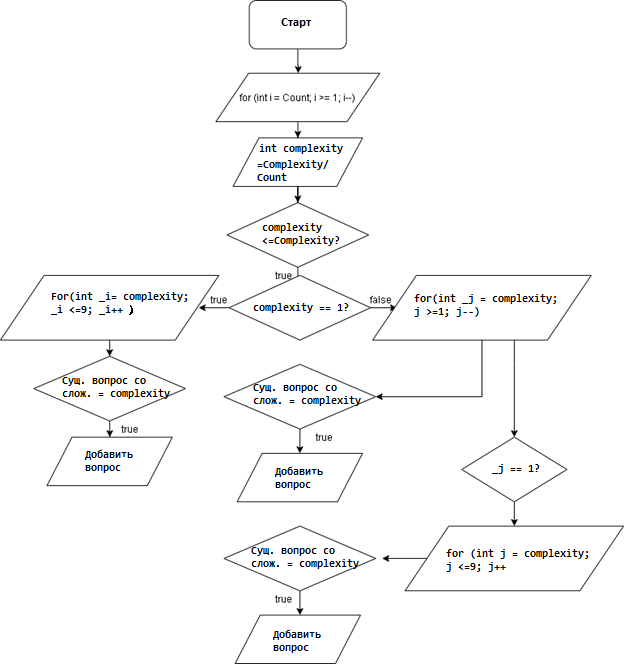 Старт
for (int i = Count; i >= 1; i--)
int complexity
=Complexity/
Count
complexity
<=Complexity?
true
complexity == 1?
true
false
For(int _i= complexity;
_i <=9; _i++ )
for(int _j = complexity;
j >=1; j--)
Сущ. вопрос со
слож. = complexity
true
Добавить
вопрос
Сущ. вопрос со
слож. = complexity
true
Добавить
вопрос
_j == 1?
for (int j = complexity;
j <=9; j++
Сущ. вопрос со
слож. = complexity
true
Добавить
вопрос